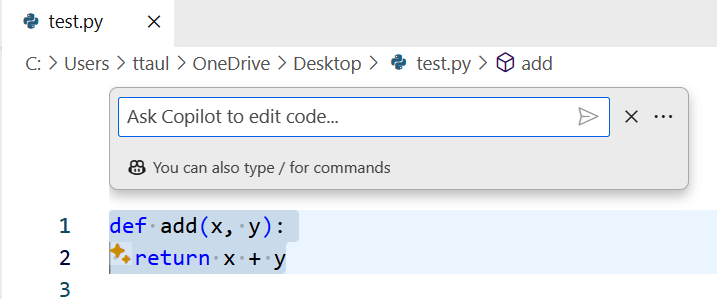 test.py
C: > Users > ttaul > OneDrive > Desktop > test.py > add
Ask Copilot to edit code...
You can also type / for commands
1 def add(x, y):
2 return x + y
3